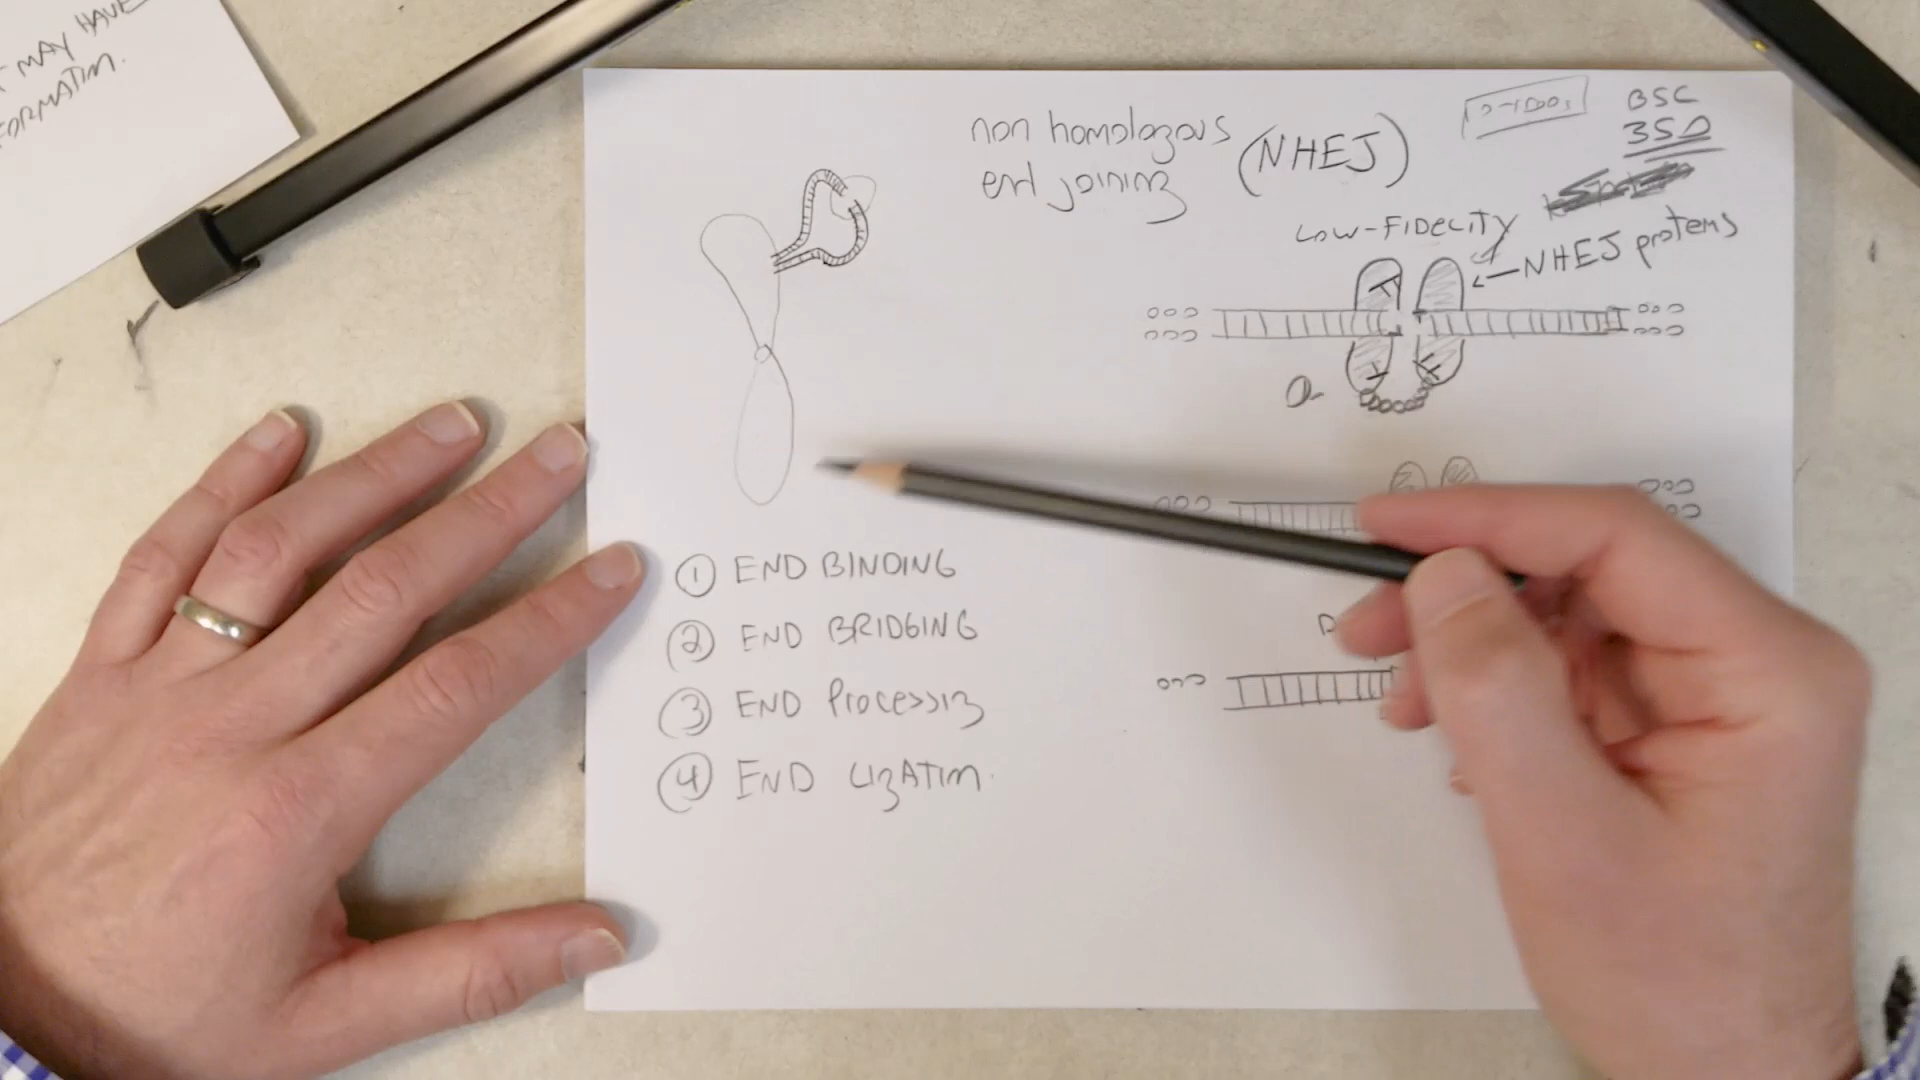 MAY HAVE
non homologous
end joining
(NHEJ)
BSC
350
LOW-FIDELITY
NHEJ proteins
① END BINDING
② END BRIDGING
③ END Processing
④ END LIGATION